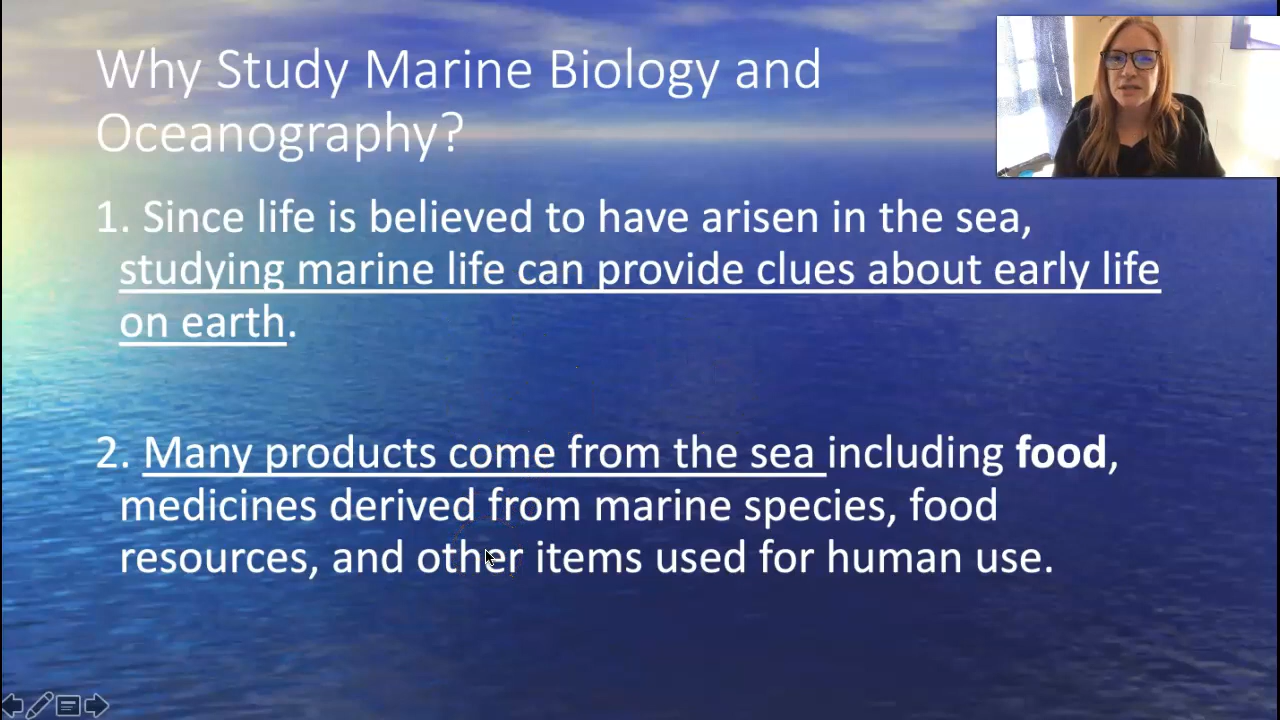 Why Study Marine Biology and
Oceanography?
1. Since life is believed to have arisen in the sea,
studying marine life can provide clues about early life
on earth.
2. Many products come from the sea including food,
medicines derived from marine species, food
resources, and other items used for human use.